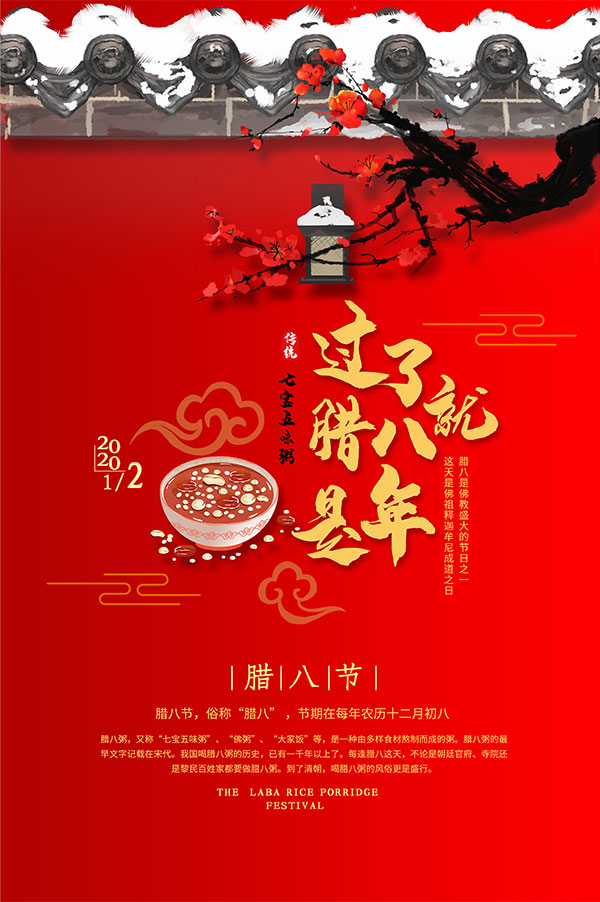 传统
七宝五味粥
过了
腊八就
是年
腊八是佛教盛大的节日之一
这天是佛祖释迦牟尼成道之日
20
20
1/2
腊八节
腊八节，俗称“腊八” ，节期在每年农历十二月初八
腊八粥，又称“七宝五味粥”、“佛粥”、“大家饭”等，是一种由多样食材熬制而成的粥。腊八粥的最
早文字记载在宋代。我国喝腊八粥的历史，已有一千年以上了。每逢腊八这天，不论是朝廷官府、寺院还
是黎民百姓家都要做腊八粥。到了清朝，喝腊八粥的风俗更是盛行。
THE LABA RICE PORRIDGE
FESTIVAL